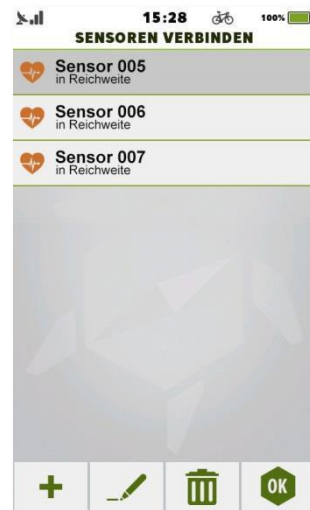 15:28 100%
SENSOREN VERBINDEN
Sensor 005
in Reichweite
Sensor 006
in Reichweite
Sensor 007
in Reichweite
OK